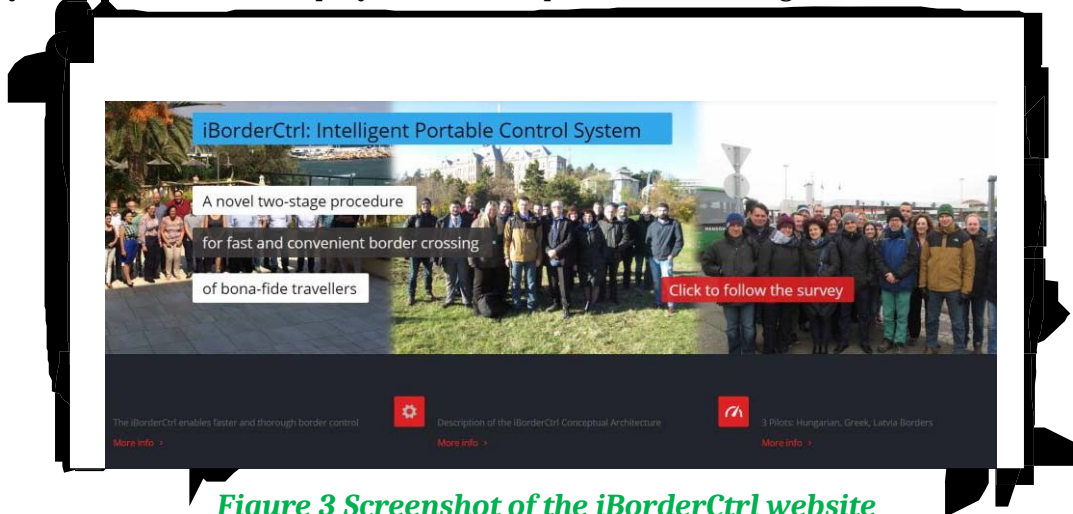 iBorderCtrl: Intelligent Portable Control System
A novel two-stage procedure
for fast and convenient border crossing
of bona-fide travellers
Click to follow the survey
The iBorderCtrl enables faster and thorough border control
More info >
Description of the iBorderCtrl Conceptual Architecture
More info >
3 Pilots: Hungarian, Greek, Latvia Borders
More info >
Figure 3 Screenshot of the iBorderCtrl website